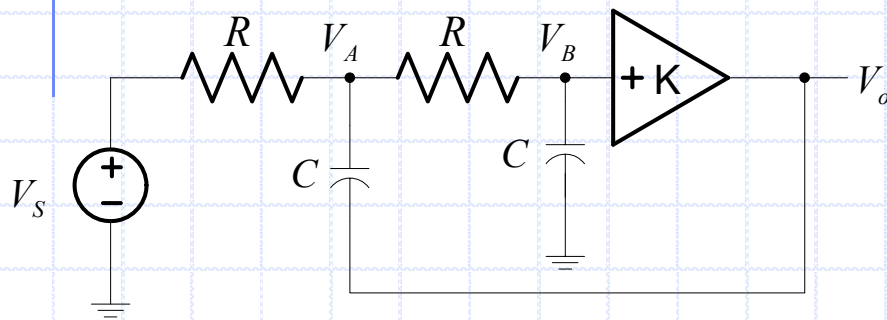 R V_A R V_B
+ K V_o
C C
V_S + −